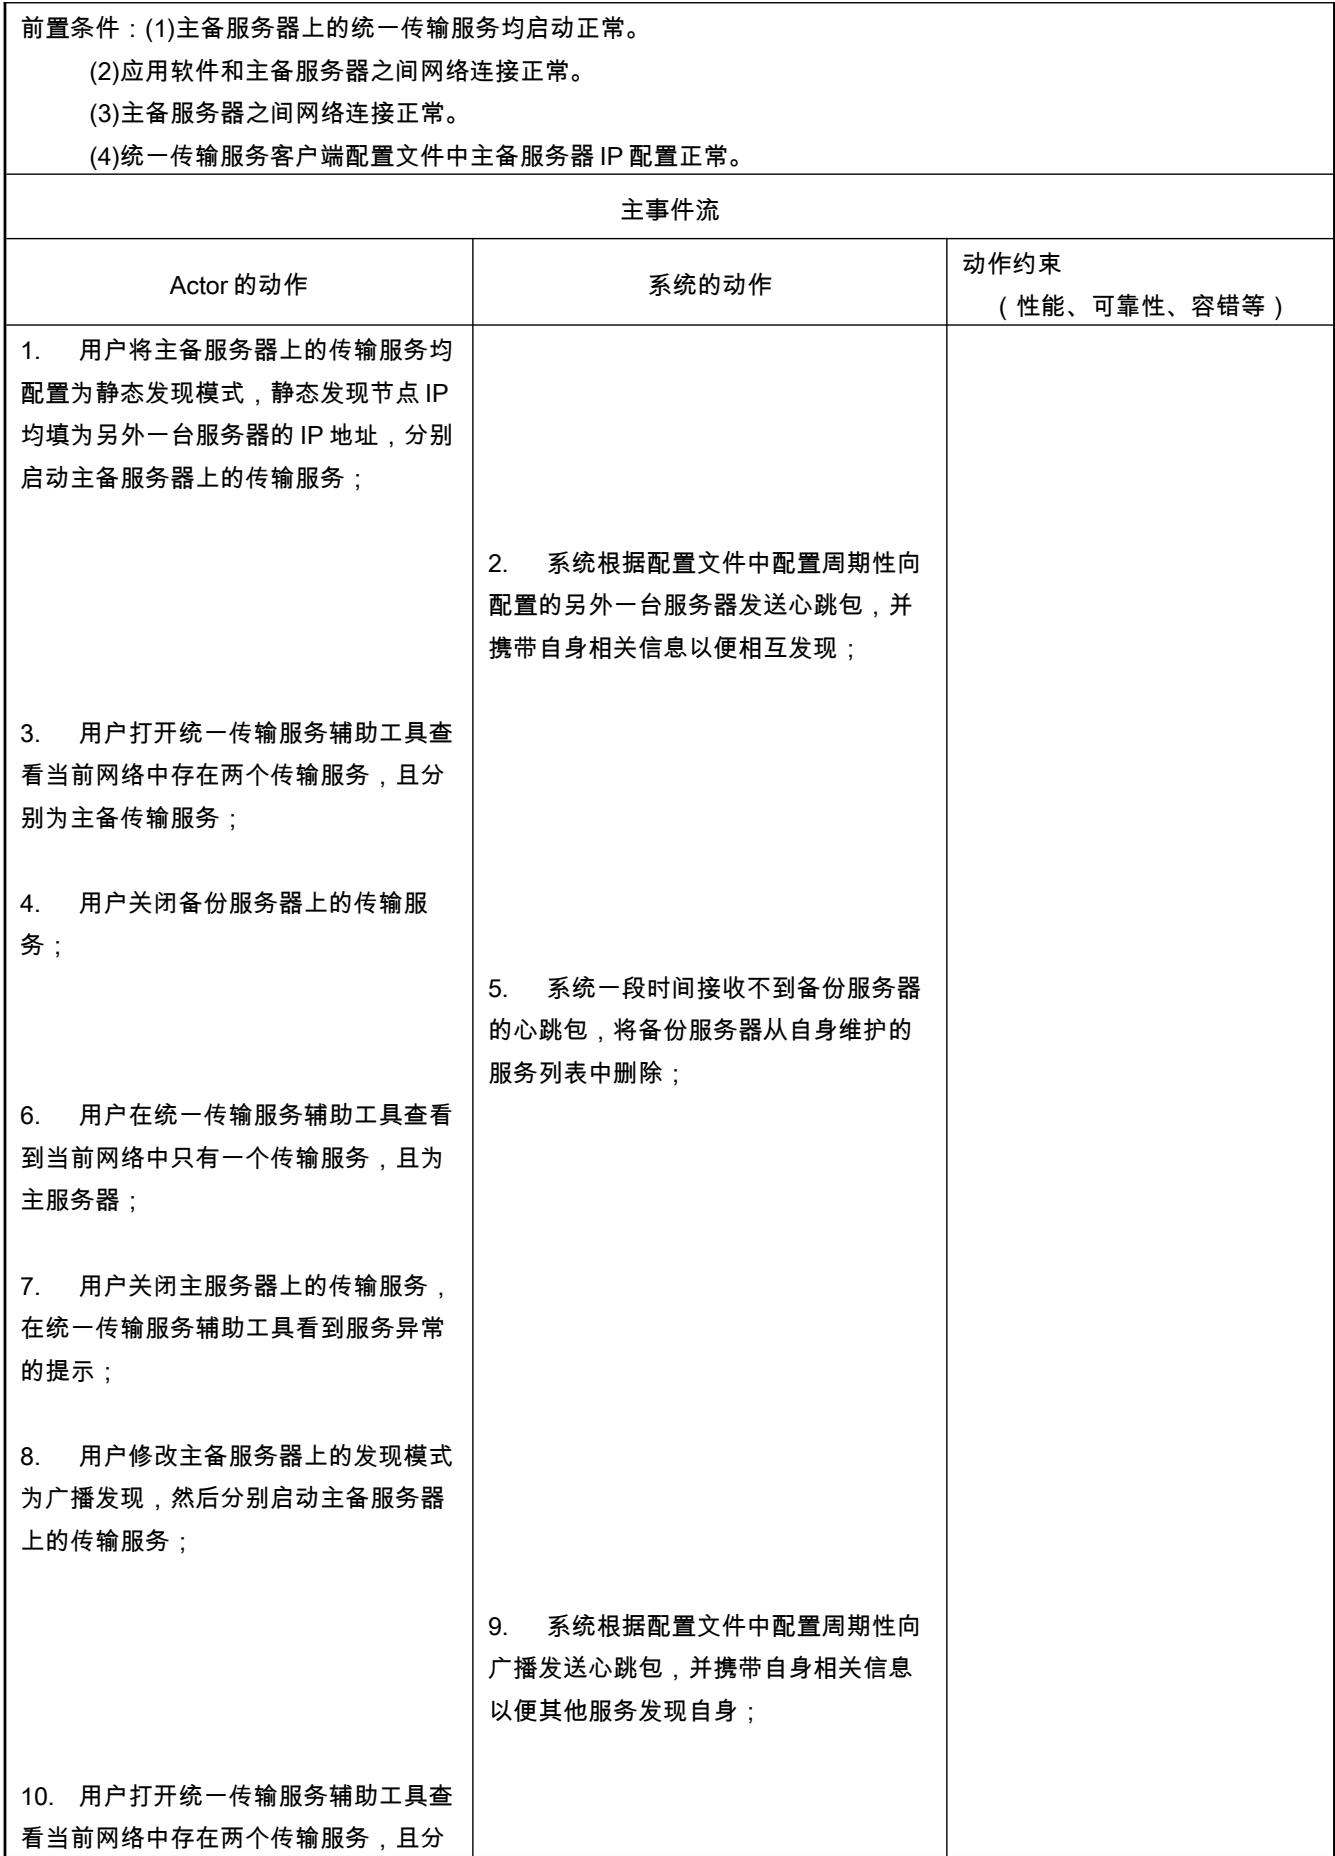 前置条件：(1)主备服务器上的统一传输服务均启动正常。
(2)应用软件和主备服务器之间网络连接正常。
(3)主备服务器之间网络连接正常。
(4)统一传输服务客户端配置文件中主备服务器 IP 配置正常。
主事件流
Actor 的动作
系统的动作
动作约束
（性能、可靠性、容错等）
1. 用户将主备服务器上的传输服务均
配置为静态发现模式，静态发现节点 IP
均填为另外一台服务器的 IP 地址，分别
启动主备服务器上的传输服务；
2. 系统根据配置文件中配置周期性向
配置的另外一台服务器发送心跳包，并
携带自身相关信息以便相互发现；
3. 用户打开统一传输服务辅助工具查
看当前网络中存在两个传输服务，且分
别为主备传输服务；
4. 用户关闭备份服务器上的传输服
务；
5. 系统一段时间接收不到备份服务器
的心跳包，将备份服务器从自身维护的
服务列表中删除；
6. 用户在统一传输服务辅助工具查看
到当前网络中只有一个传输服务，且为
主服务器；
7. 用户关闭主服务器上的传输服务，
在统一传输服务辅助工具看到服务异常
的提示；
8. 用户修改主备服务器上的发现模式
为广播发现，然后分别启动主备服务器
上的传输服务；
9. 系统根据配置文件中配置周期性向
广播发送心跳包，并携带自身相关信息
以便其他服务发现自身；
10. 用户打开统一传输服务辅助工具查
看当前网络中存在两个传输服务，且分